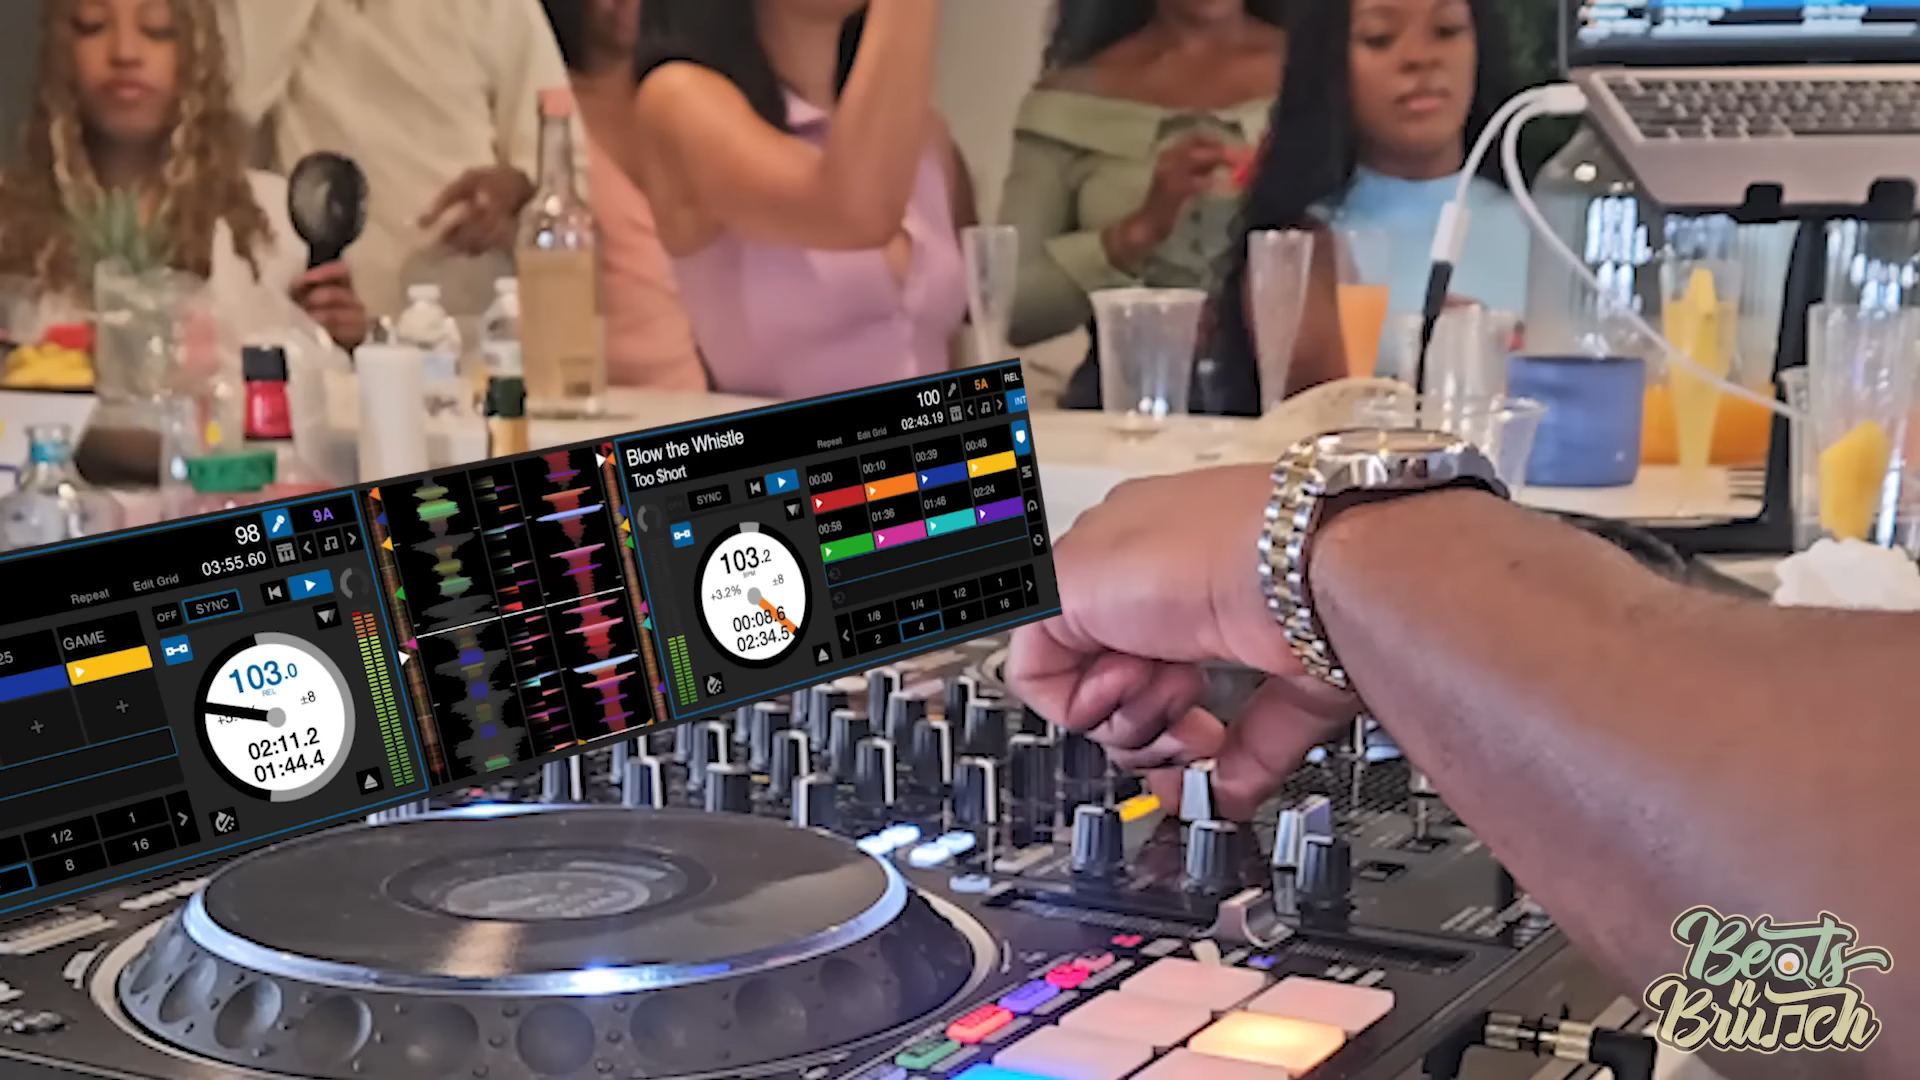 98
9A
03:55.60
Repeat
Edit Grid
OFF
SYNC
25
GAME
103.0
REL
±8
02:11.2
01:44.4
1/2
1
8
16
Blow the Whistle
Too $hort
100
5A
REL
02:43.19
INT
Repeat
Edit Grid
SYNC
00:00
00:10
00:39
00:48
00:58
01:36
01:46
02:24
103.2
BPM
+3.2%
±8
00:08.6
02:34.5
1/8
1/4
1/2
1
2
4
8
16
Beats
n
Brunch